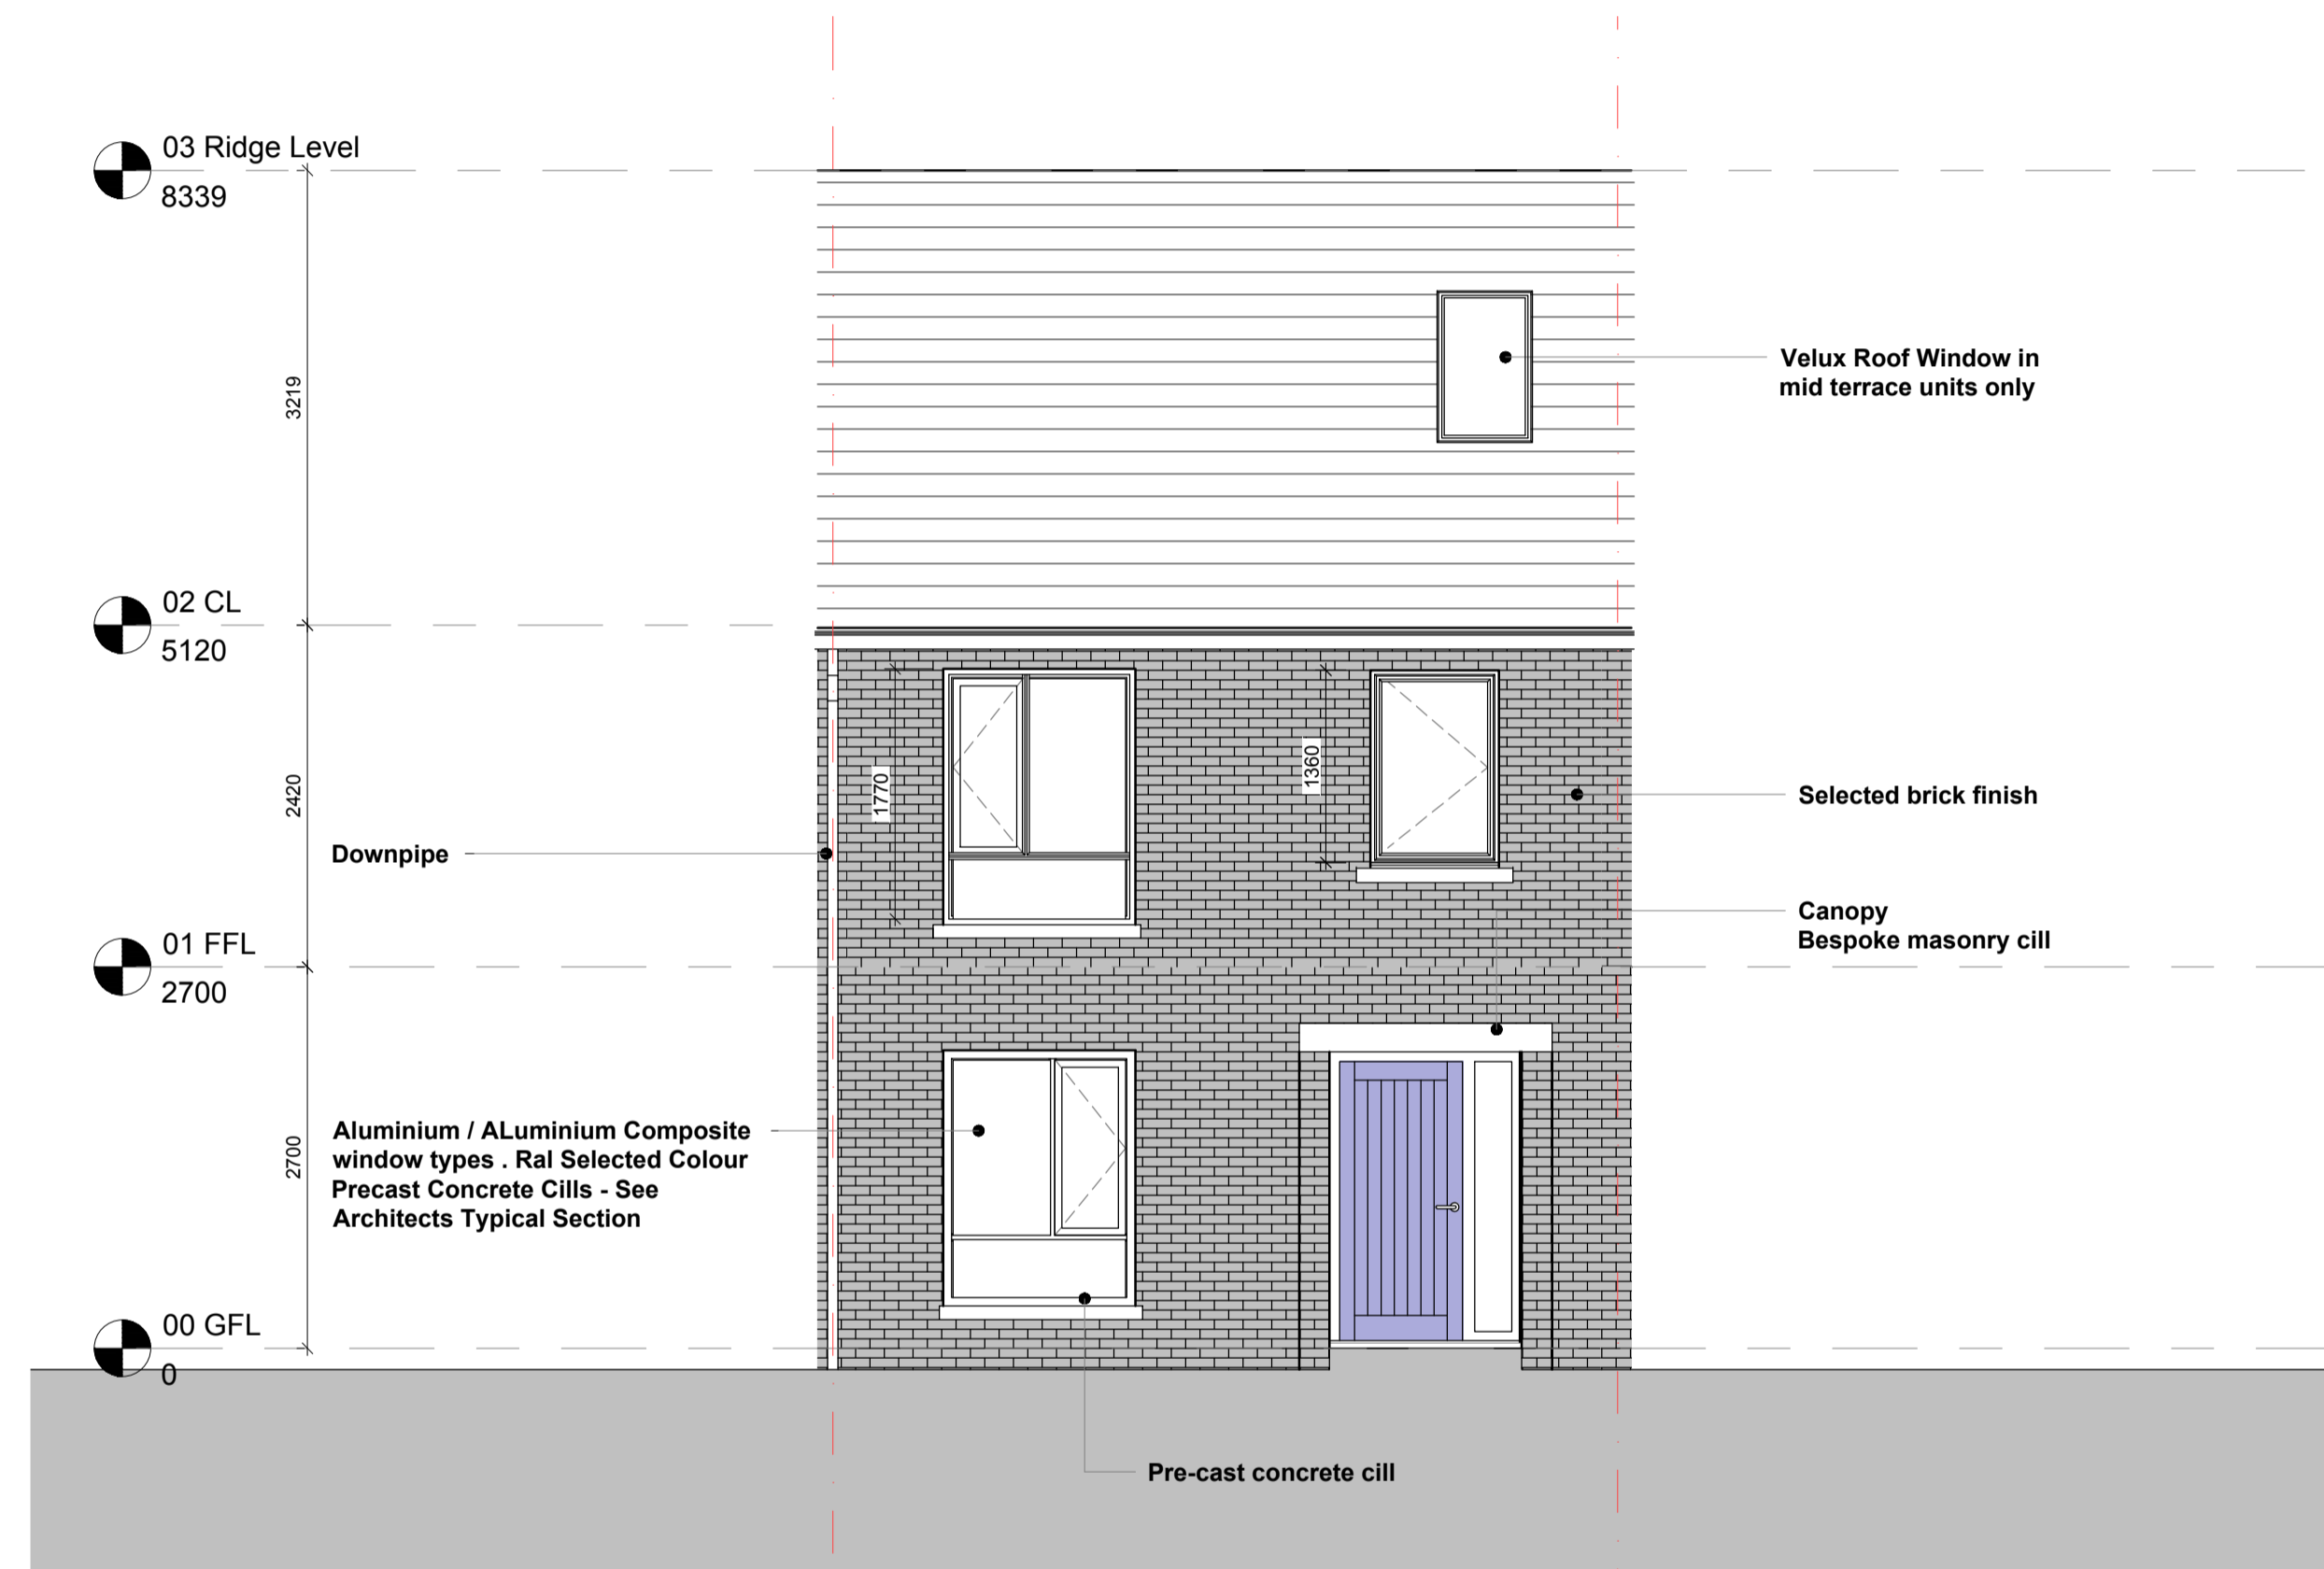 03 Ridge Level
8339
3219
Velux Roof Window in
mid terrace units only
02 CL
5120
2420
1770
1360
Selected brick finish
Downpipe
Canopy
Bespoke masonry cill
01 FFL
2700
2700
Aluminium / ALuminium Composite
window types . Ral Selected Colour
Precast Concrete Cills - See
Architects Typical Section
00 GFL
0
Pre-cast concrete cill